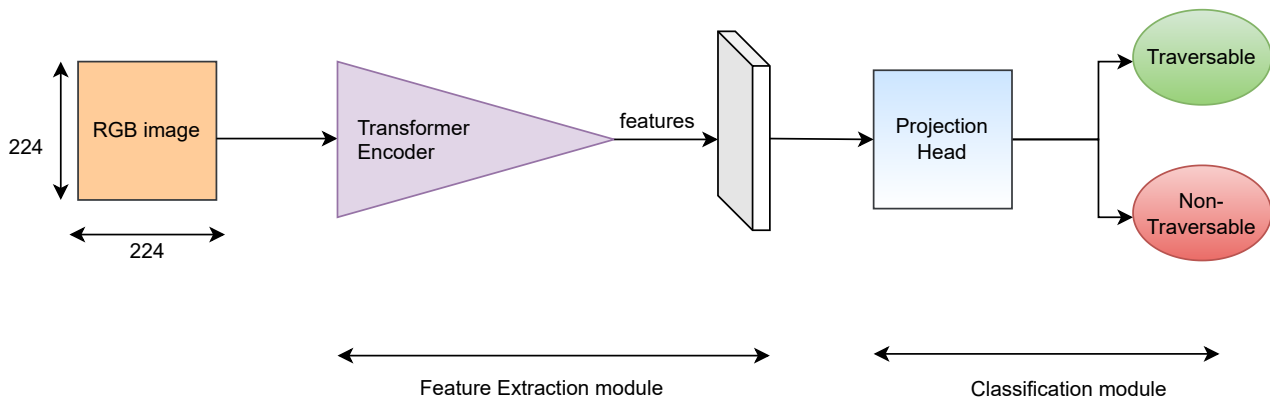 224
RGB image
224
Transformer
Encoder
features
Projection
Head
Traversable
Non-
Traversable
Feature Extraction module
Classification module